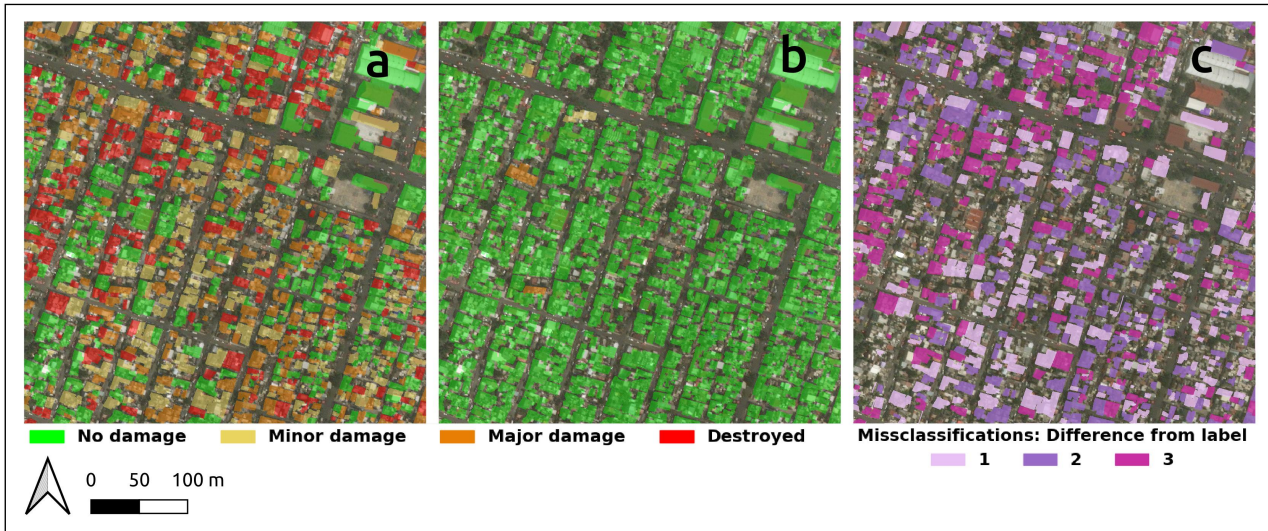 a
b
c
No damage
Minor damage
Major damage
Destroyed
Missclassifications: Difference from label
1
2
3
0 50 100 m